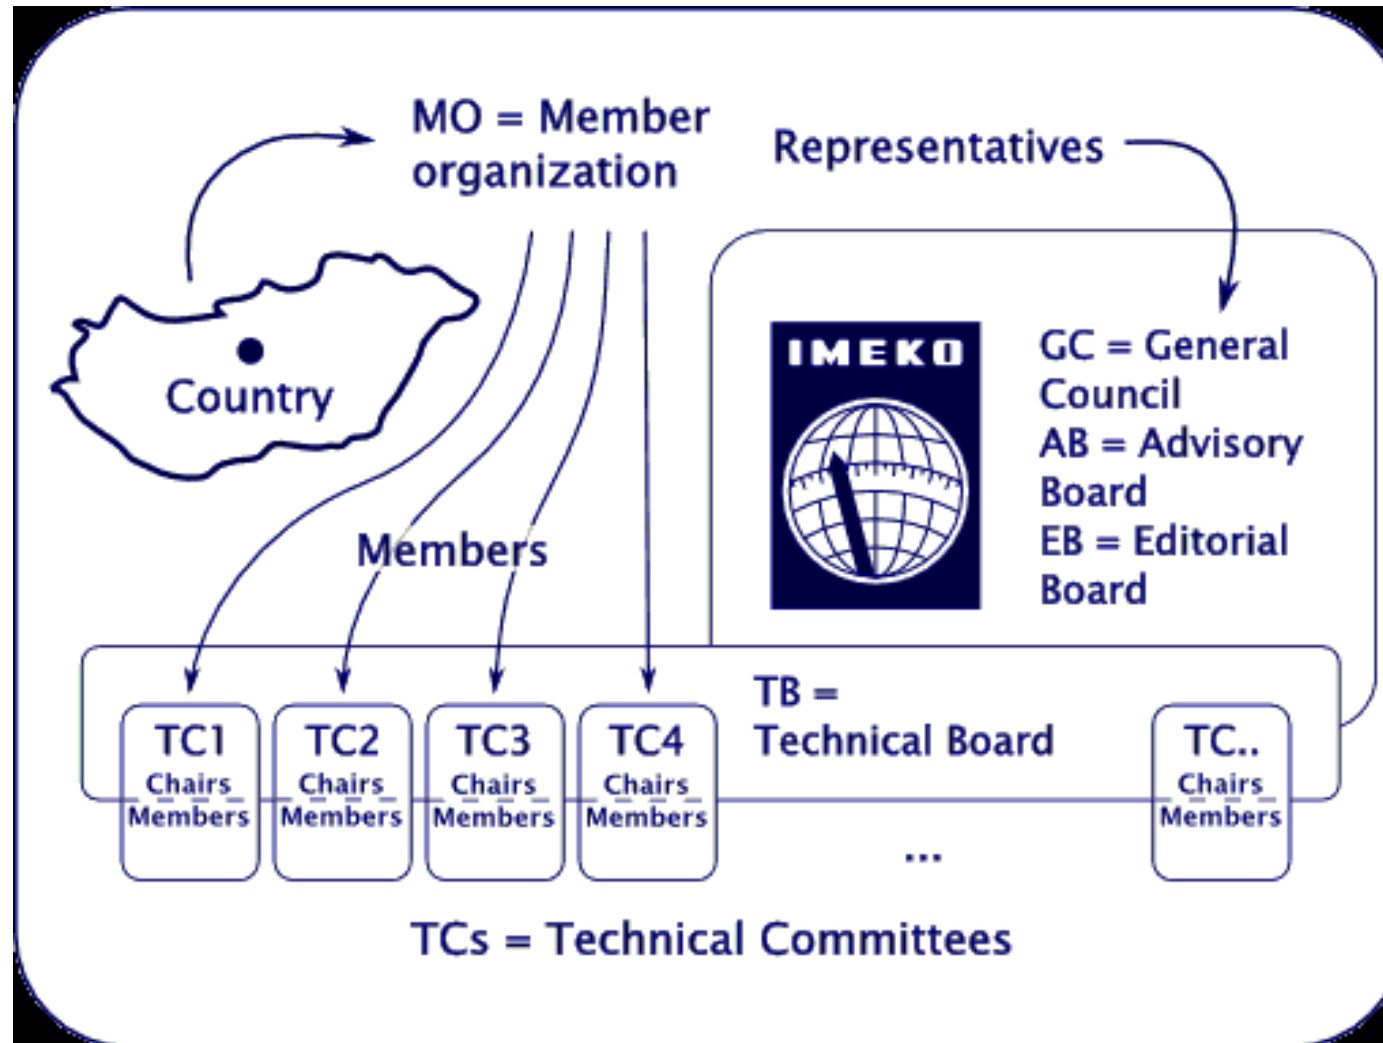 MO = Member
organization
Representatives
Country
IMEKO
GC = General
Council
AB = Advisory
Board
EB = Editorial
Board
Members
TB =
Technical Board
TC1
Chairs
Members
TC2
Chairs
Members
TC3
Chairs
Members
TC4
Chairs
Members
...
TC..
Chairs
Members
TCs = Technical Committees